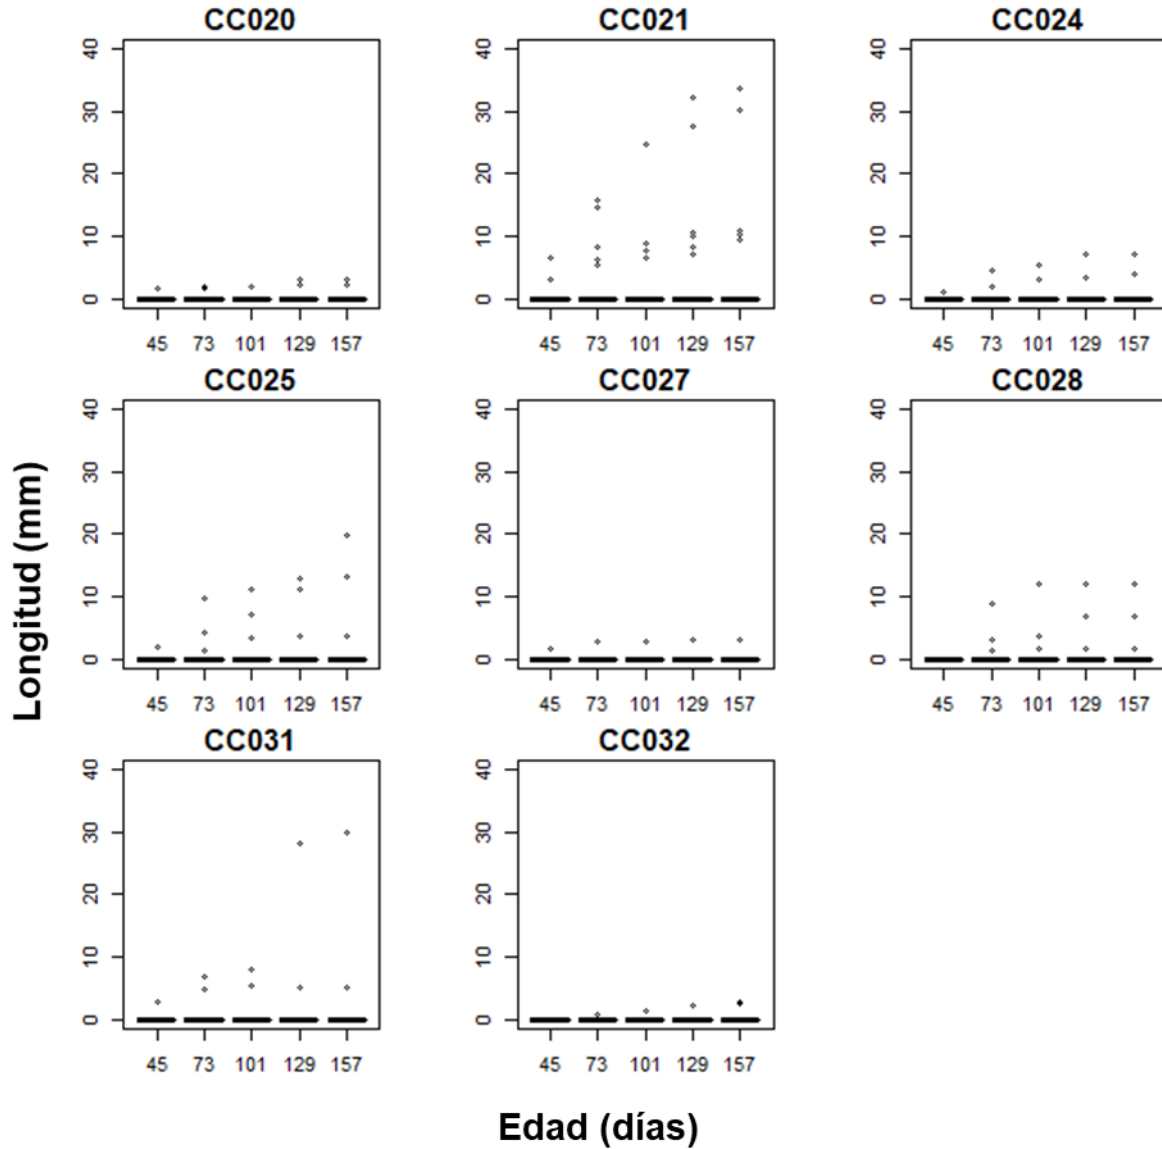 CC020 CC021 CC024
40 40 40
30 30 30
20 20 20
10 10 10
0 0 0
45 73 101 129 157 45 73 101 129 157 45 73 101 129 157
CC025 CC027 CC028
40 40 40
30 30 30
20 20 20
10 10 10
0 0 0
45 73 101 129 157 45 73 101 129 157 45 73 101 129 157
Longitud (mm)
CC031 CC032
40 40
30 30
20 20
10 10
0 0
45 73 101 129 157 45 73 101 129 157
Edad (días)